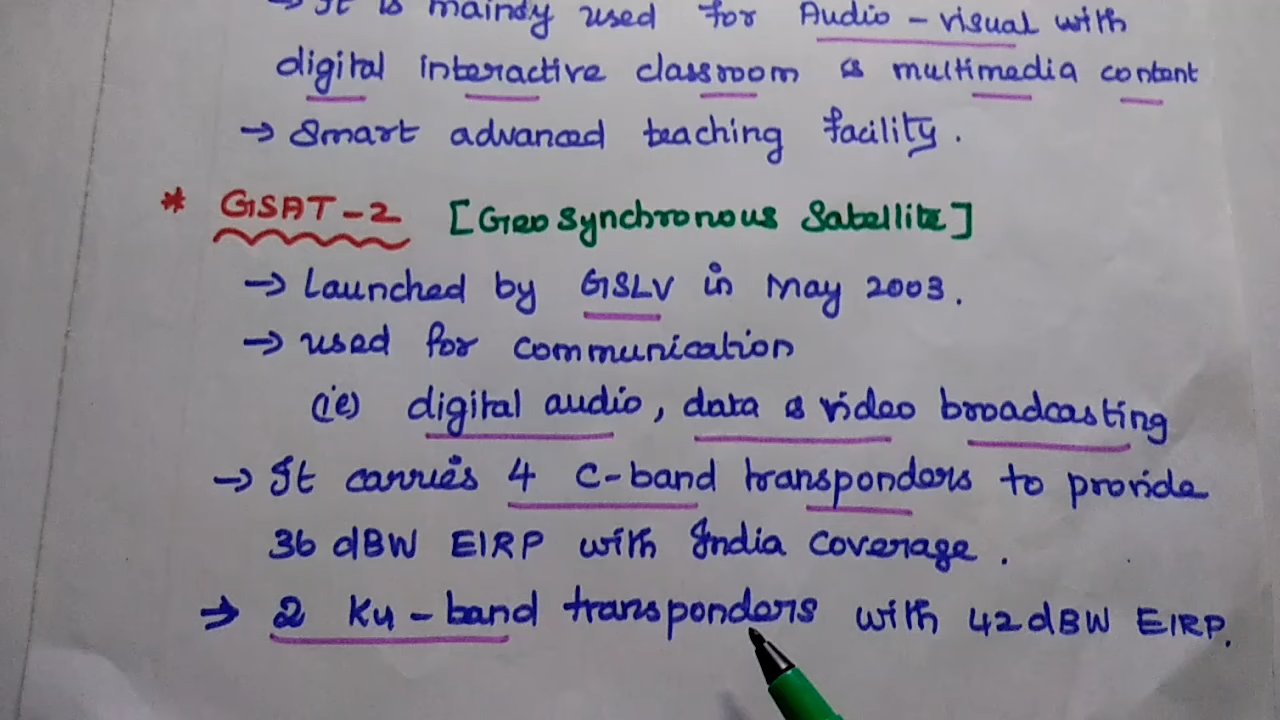 → It is mainly used for Audio - visual with
digital interactive classroom & multimedia content
→ Smart advanced teaching facility.
* GSAT-2 [Geo Synchronous Satellite]
→ Launched by GSLV in May 2003.
→ used for communication
(ie) digital audio, data & video broadcasting
→ It carries 4 C-band transponders to provide
36 dBW EIRP with India coverage.
→ 2 Ku-band transponders with 42 dBW EIRP.